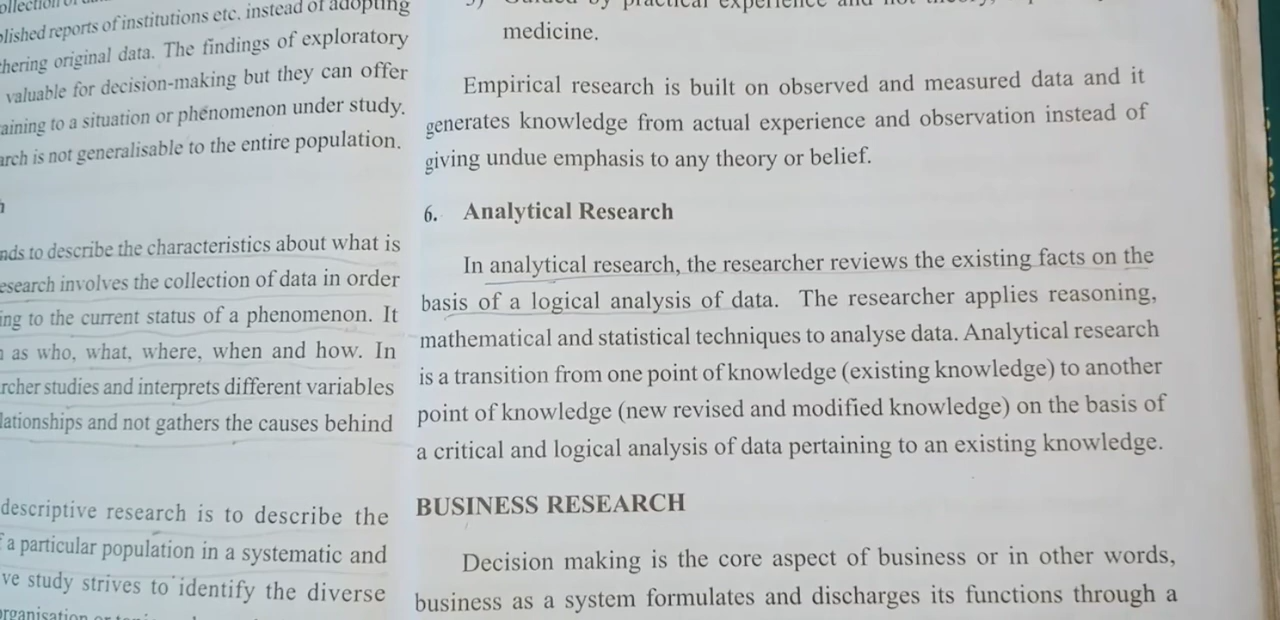 lished reports of institutions etc. instead of adopting
hering original data. The findings of exploratory
valuable for decision-making but they can offer
aining to a situation or phenomenon under study.
arch is not generalisable to the entire population.
nds to describe the characteristics about what is
esearch involves the collection of data in order
ing to the current status of a phenomenon. It
as who, what, where, when and how. In
rcher studies and interprets different variables
lationships and not gathers the causes behind
descriptive research is to describe the
a particular population in a systematic and
ve study strives to identify the diverse
by practical experience and not
medicine.
Empirical research is built on observed and measured data and it
generates knowledge from actual experience and observation instead of
giving undue emphasis to any theory or belief.
6. Analytical Research
In analytical research, the researcher reviews the existing facts on the
basis of a logical analysis of data. The researcher applies reasoning,
mathematical and statistical techniques to analyse data. Analytical research
is a transition from one point of knowledge (existing knowledge) to another
point of knowledge (new revised and modified knowledge) on the basis of
a critical and logical analysis of data pertaining to an existing knowledge.
BUSINESS RESEARCH
Decision making is the core aspect of business or in other words,
business as a system formulates and discharges its functions through a